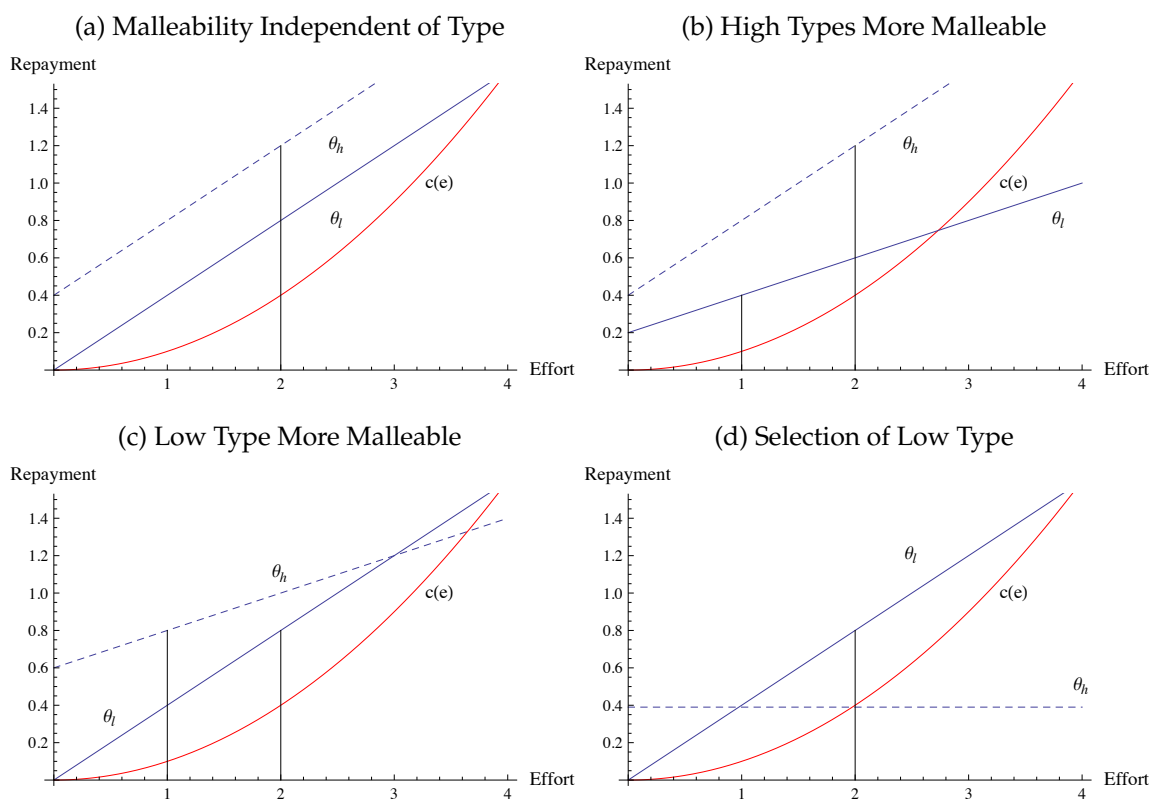 (a) Malleability Independent of Type
Repayment
1.4
1.2
1.0
0.8
0.6
0.4
0.2
θh
c(e)
θl
1 2 3 4
Effort
(b) High Types More Malleable
Repayment
1.4
1.2
1.0
0.8
0.6
0.4
0.2
θh
c(e)
θl
1 2 3 4
Effort
(c) Low Type More Malleable
Repayment
1.4
1.2
1.0
0.8
0.6
0.4
0.2
θh
c(e)
θl
1 2 3 4
Effort
(d) Selection of Low Type
Repayment
1.4
1.2
1.0
0.8
0.6
0.4
0.2
θl
c(e)
θh
1 2 3 4
Effort